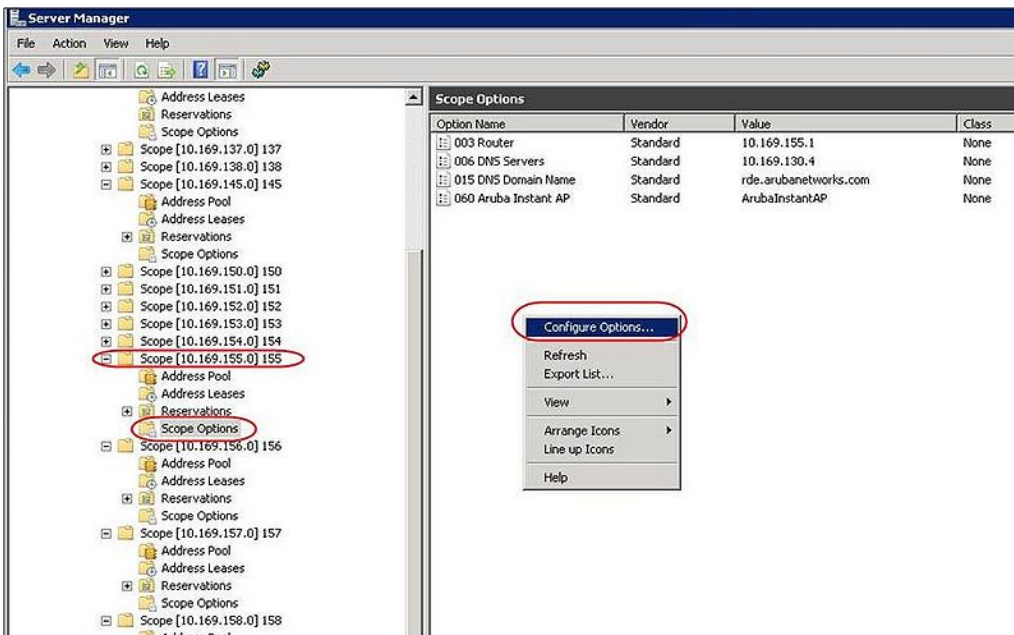 Server Manager
File Action View Help
Address Leases
Reservations
Scope Options
Scope [10.169.137.0] 137
Scope [10.169.138.0] 138
Scope [10.169.145.0] 145
Address Pool
Address Leases
Reservations
Scope Options
Scope [10.169.150.0] 150
Scope [10.169.151.0] 151
Scope [10.169.152.0] 152
Scope [10.169.153.0] 153
Scope [10.169.154.0] 154
Scope [10.169.155.0] 155
Address Pool
Address Leases
Reservations
Scope Options
Scope [10.169.156.0] 156
Address Pool
Address Leases
Reservations
Scope Options
Scope [10.169.157.0] 157
Address Pool
Address Leases
Reservations
Scope Options
Scope [10.169.158.0] 158
Scope Options
Option Name Vendor Value Class
003 Router Standard 10.169.155.1 None
006 DNS Servers Standard 10.169.130.4 None
015 DNS Domain Name Standard rde.arubanetworks.com None
060 Aruba Instant AP Standard ArubaInstantAP None
Configure Options...
Refresh
Export List...
View
Arrange Icons
Line up Icons
Help